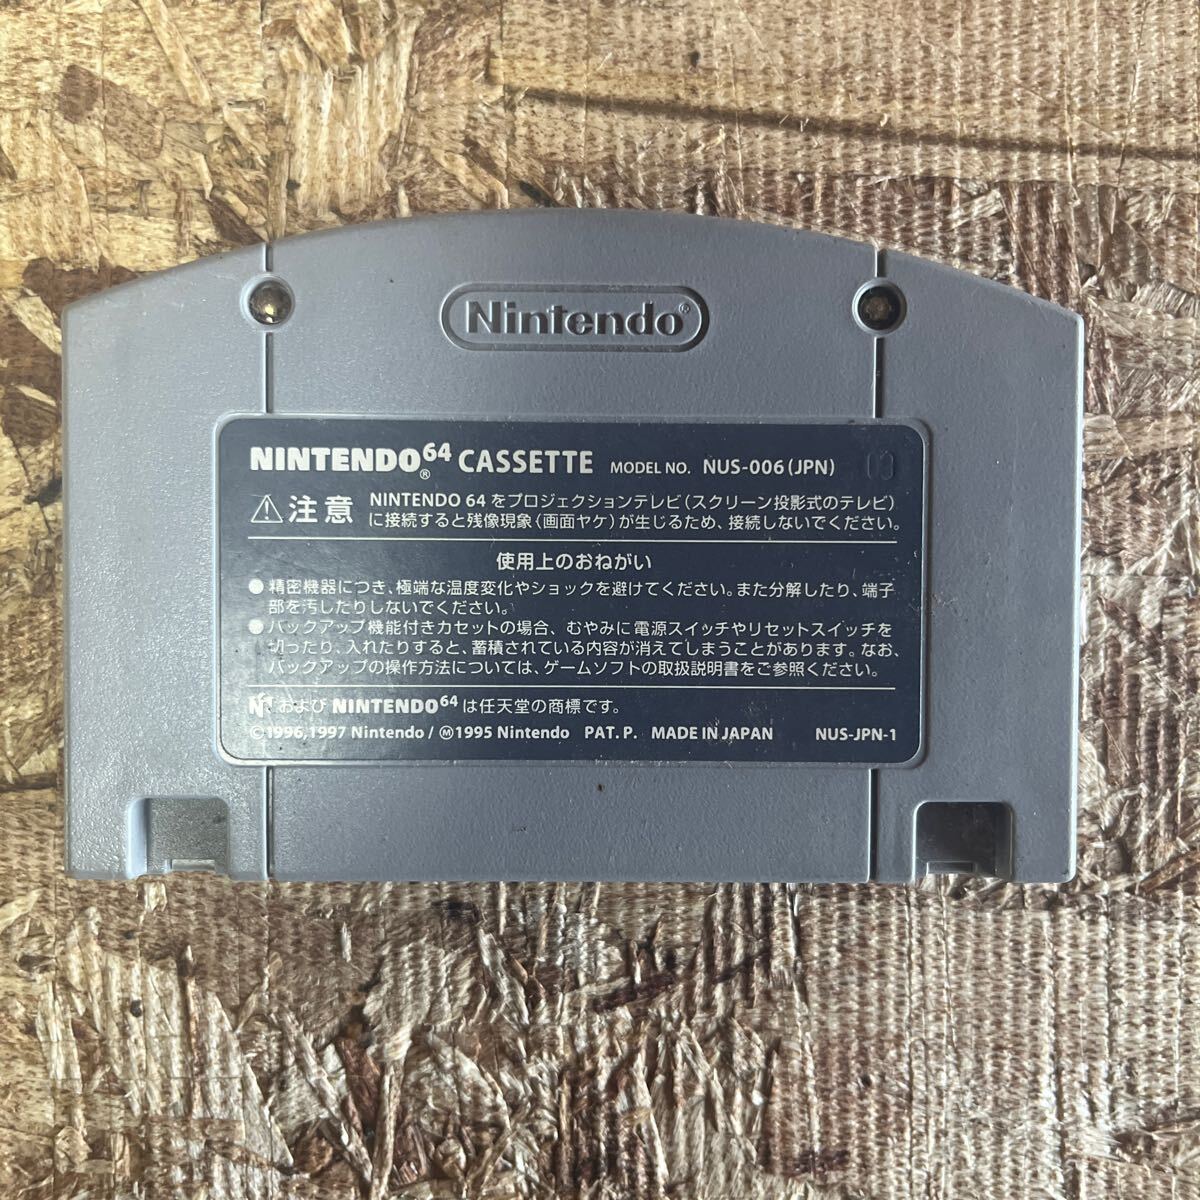 Nintendo®
NINTENDO64® CASSETTE MODEL NO. NUS-006(JPN) 03
⚠注意 NINTENDO 64をプロジェクションテレビ(スクリーン投影式のテレビ)
に接続すると残像現象(画面ヤケ)が生じるため、接続しないでください。
使用上のおねがい
●精密機器につき、極端な温度変化やショックを避けてください。また分解したり、端子
部を汚したりしないでください。
●バックアップ機能付きカセットの場合、むやみに電源スイッチやリセットスイッチを
切ったり、入れたりすると、蓄積されている内容が消えてしまうことがあります。なお、
バックアップの操作方法については、ゲームソフトの取扱説明書をご参照ください。
N および NINTENDO64は任天堂の商標です。
©1996,1997 Nintendo / Ⓜ1995 Nintendo PAT. P. MADE IN JAPAN NUS-JPN-1